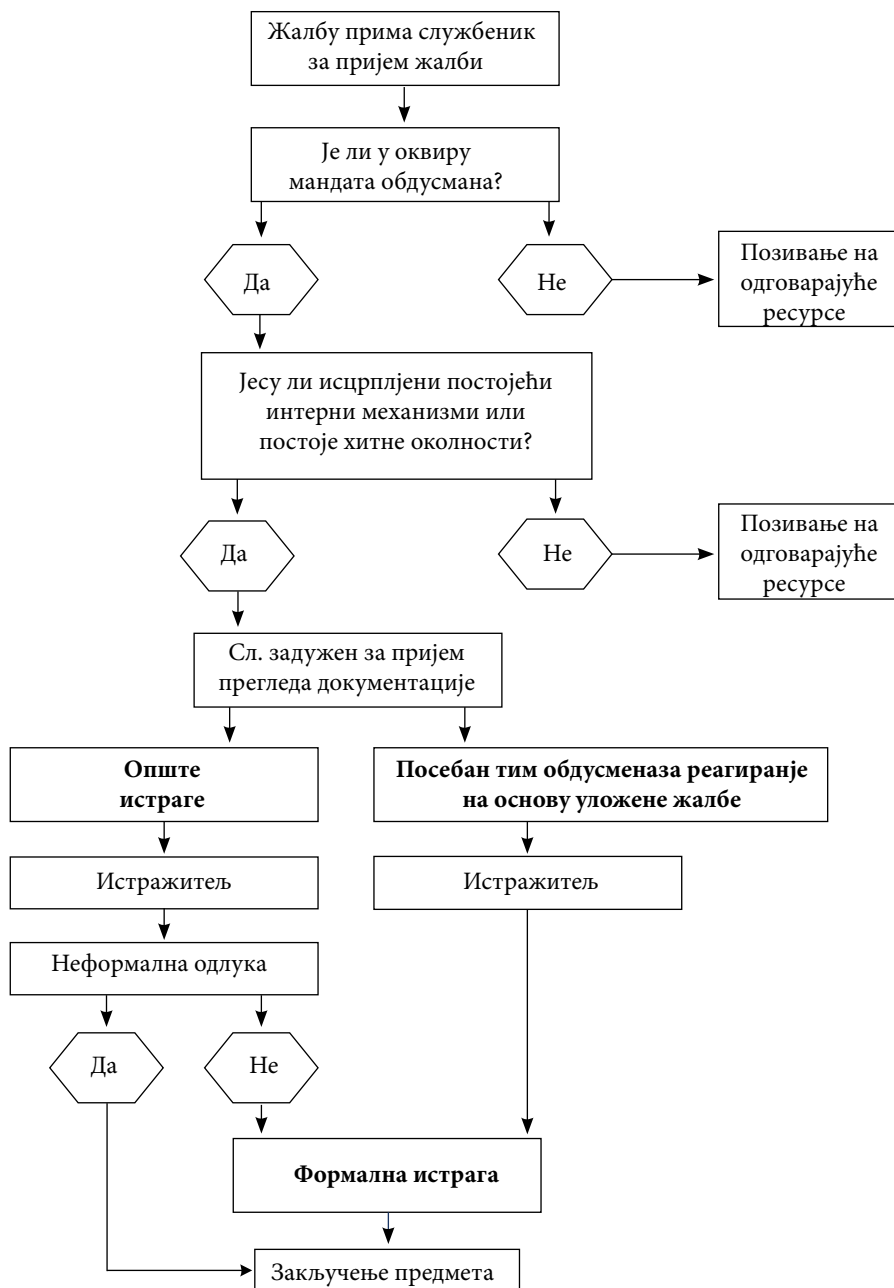 Жалбу прима службеник
за пријем жалби
Је ли у оквиру
мандата обдусмана?
Да
Не
Позивање на
одговарајуће
ресурсе
Јесу ли исцрпљени постојећи
интерни механизми или
постоје хитне околности?
Да
Не
Позивање на
одговарајуће
ресурсе
Сл. задужен за пријем
прегледа документације
Опште
истраге
Посебан тим обдусменаза реагирањје
на основу уложене жалбе
Истражитељ
Истражитељ
Неформална одлука
Да
Не
Формална истрага
Закључење предмета